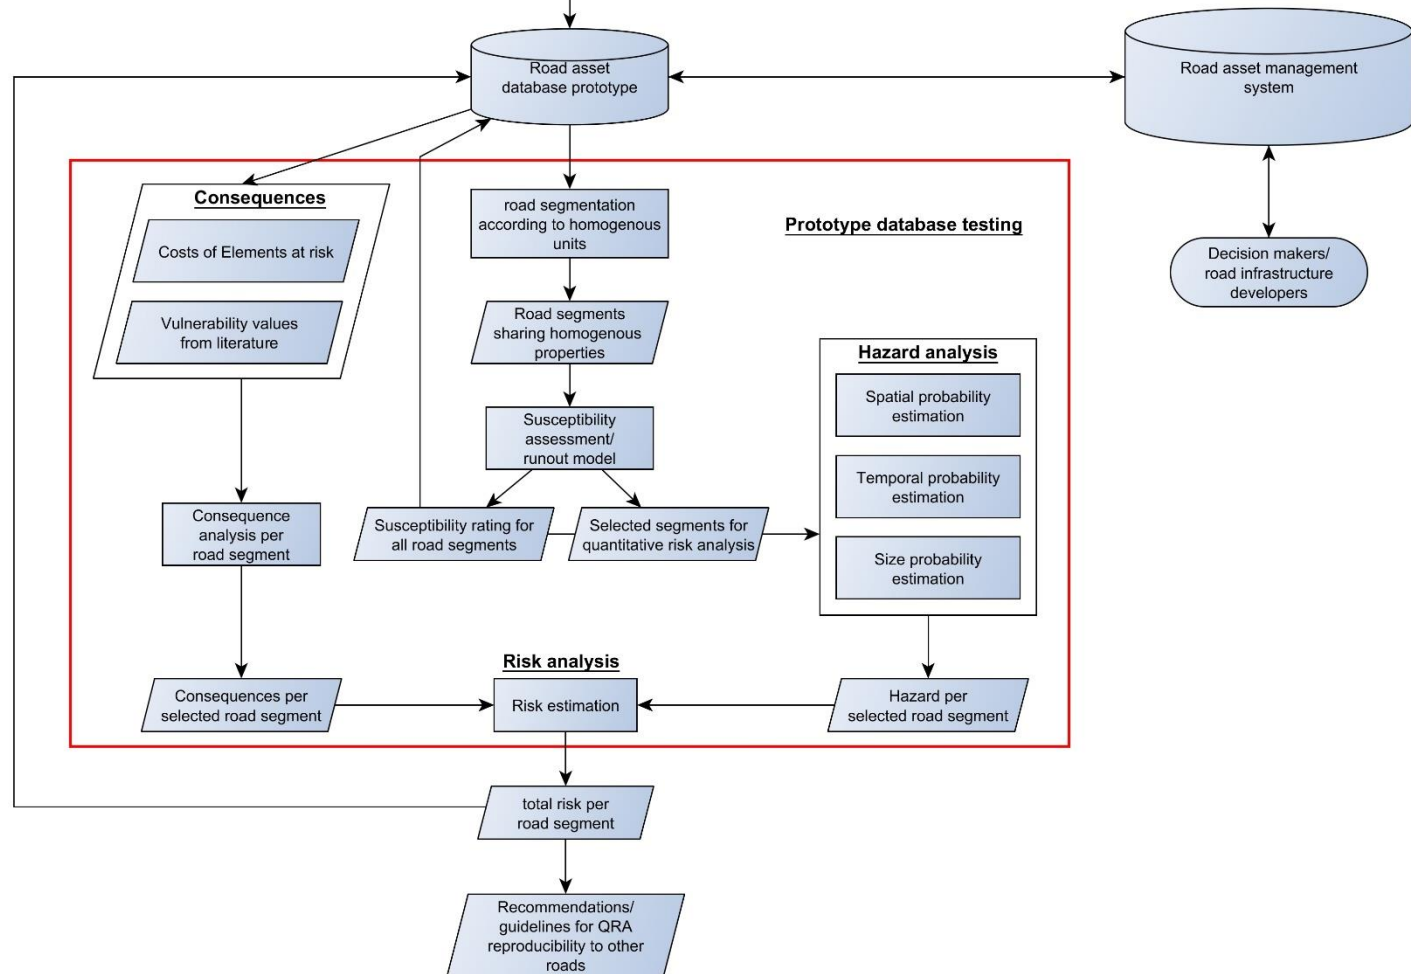 Road asset
database prototype
Road asset management
system
Consequences
Costs of Elements at risk
Vulnerability values
from literature
road segmentation
according to homogenous
units
Prototype database testing
Decision makers/
road infrastructure
developers
Road segments
sharing homogenous
properties
Hazard analysis
Spatial probability
estimation
Temporal probability
estimation
Size probability
estimation
Susceptibility
assessment/
runout model
Consequence
analysis per
road segment
Susceptibility rating for
all road segments
Selected segments for
quantitative risk analysis
Risk analysis
Consequences per
selected road segment
Risk estimation
Hazard per
selected road segment
total risk per
road segment
Recommendations/
guidelines for QRA
reproducibility to other
roads